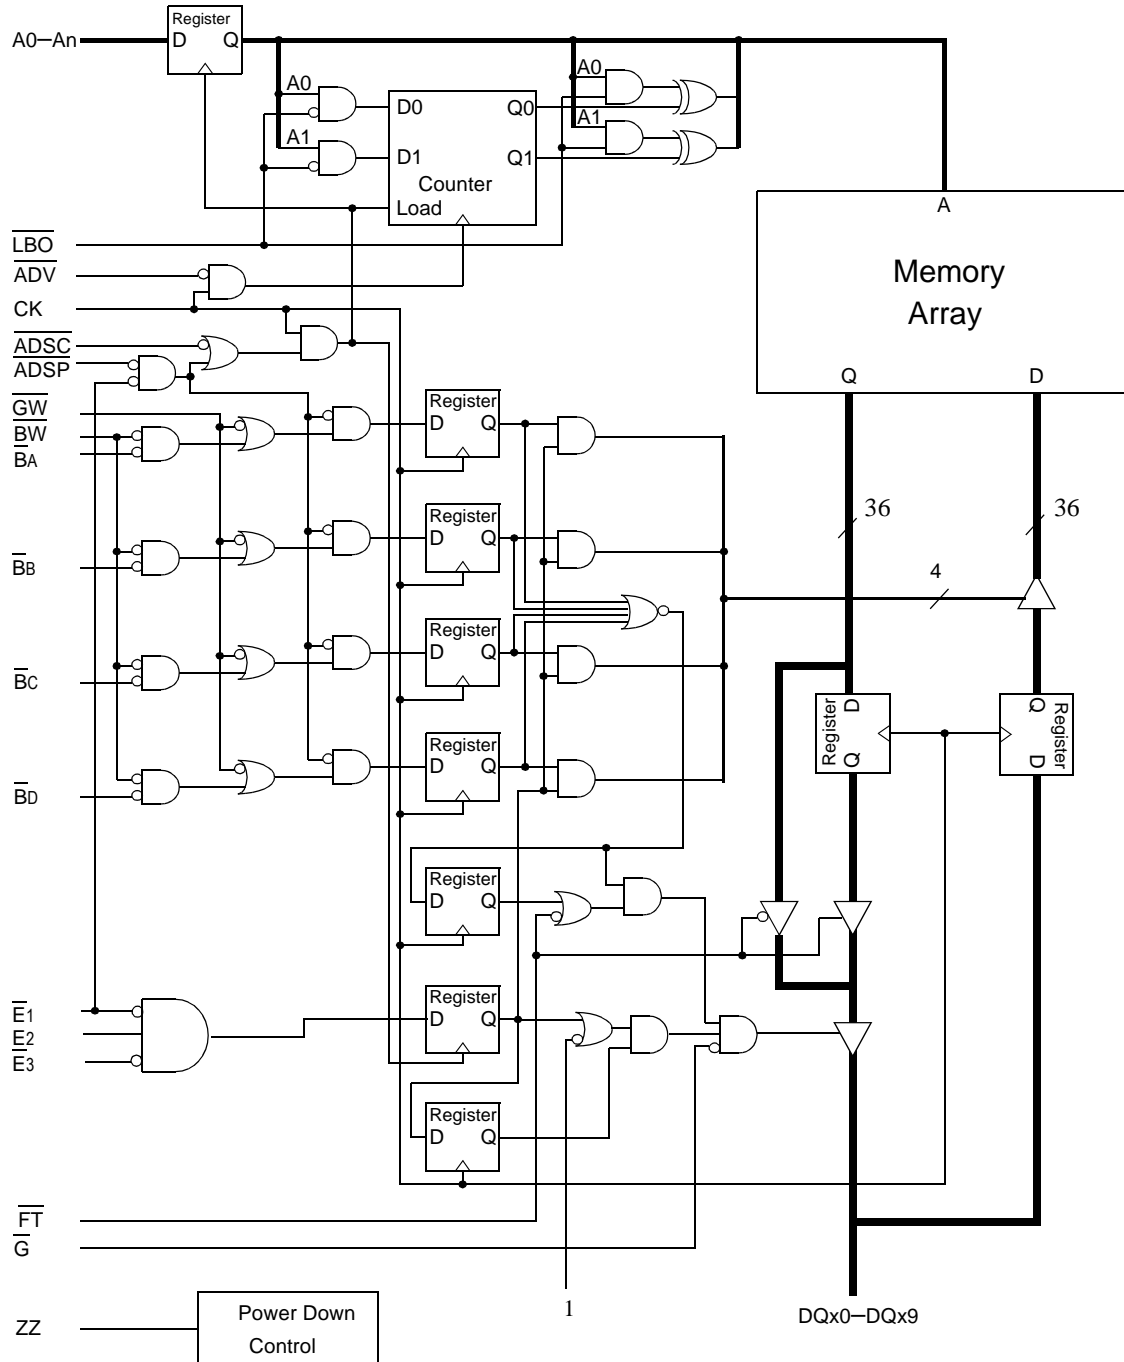 Register
A0–An
D Q
A0
A0
D0
Q0
A1
A1
D1
Q1
Counter
Load
A
LBO
ADV
Memory
CK
Array
ADSC
ADSP
Q
D
GW
Register
BW
D Q
BA
Register
36
36
D Q
BB
4
Register
D Q
BC
D
Q
Register
Register
Q
D
Register
D Q
BD
Register
D Q
Register
E1
D Q
E2
E3
Register
D Q
FT
G
1
DQx0–DQx9
ZZ
Power Down
Control